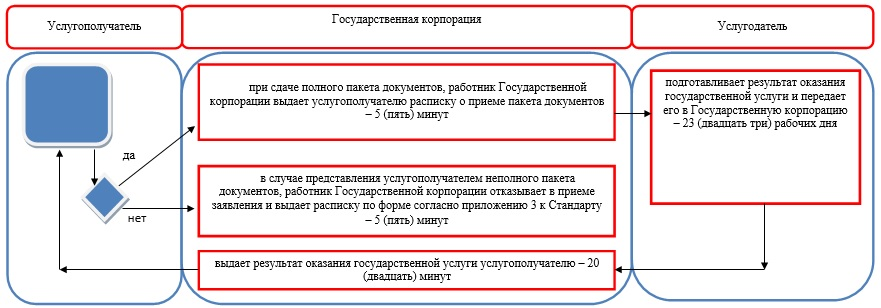 Услугополучатель
Государственная корпорация
Услугодатель
при сдаче полного пакета документов, работник Государственной
корпорации выдает услугополучателю расписку о приеме пакета документов
– 5 (пять) минут
подготавливает результат оказания
государственной услуги и передает
его в Государственную корпорацию
– 23 (двадцать три) рабочих дня
да
нет
в случае представления услугополучателем неполного пакета
документов, работник Государственной корпорации отказывает в приеме
заявления и выдает расписку по форме согласно приложению 3 к Стандарту
– 5 (пять) минут
выдает результат оказания государственной услуги услугополучателю – 20
(двадцать) минут